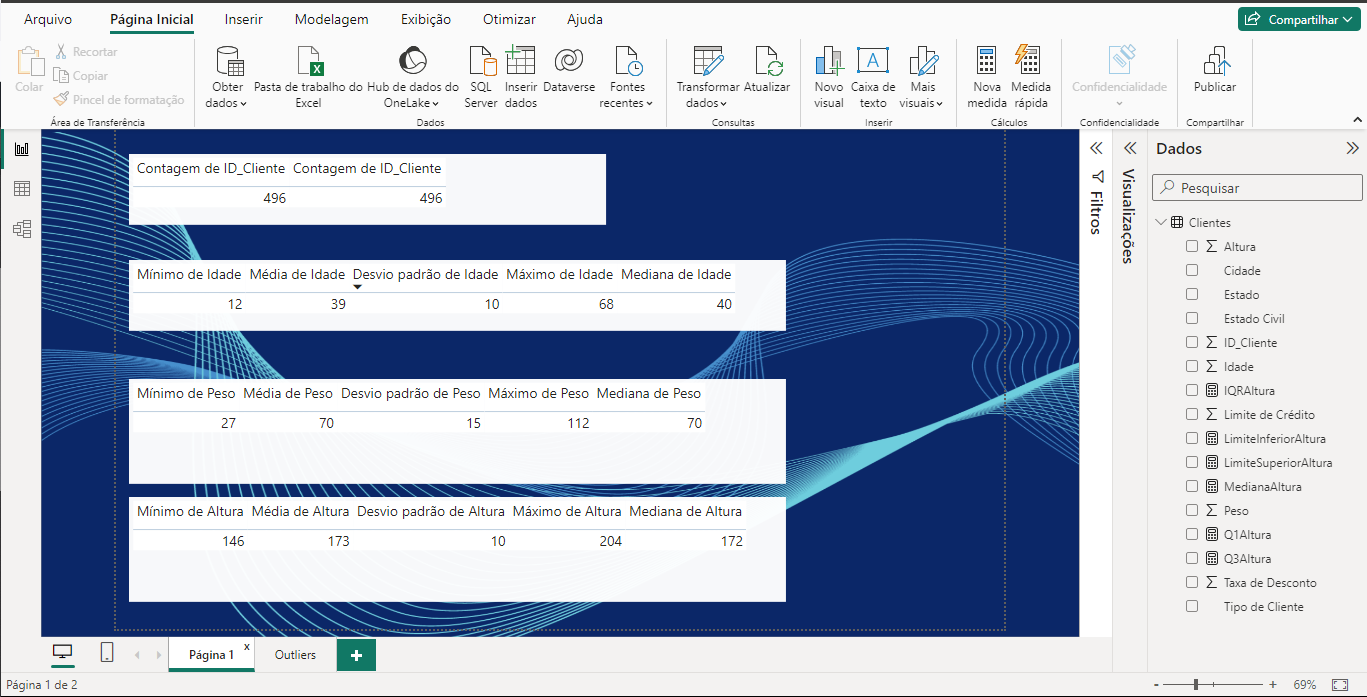 Arquivo Página Inicial Inserir Modelagem Exibição Otimizar Ajuda Compartilhar
Colar
Recortar
Copiar
Pincel de formatação
Área de Transferência
Obter dados
Pasta de trabalho do Excel
Hub de dados do OneLake
SQL Server
Inserir dados
Dataverse
Fontes recentes
Dados
Transformar dados
Atualizar
Consultas
Novo visual
A
Caixa de texto
Mais visuais
Inserir
Nova medida
Medida rápida
Cálculos
Confidencialidade
Confidencialidade
Publicar
Compartilhar
Contagem de ID_Cliente Contagem de ID_Cliente
496 496
Mínimo de Idade Média de Idade Desvio padrão de Idade Máximo de Idade Mediana de Idade
12 39 10 68 40
Mínimo de Peso Média de Peso Desvio padrão de Peso Máximo de Peso Mediana de Peso
27 70 15 112 70
Mínimo de Altura Média de Altura Desvio padrão de Altura Máximo de Altura Mediana de Altura
146 173 10 204 172
Filtros
Visualizações
Dados
Pesquisar
Clientes
Altura
Cidade
Estado
Estado Civil
ID_Cliente
Idade
IQRAltura
Limite de Crédito
LimiteInferiorAltura
LimiteSuperiorAltura
MedianaAltura
Peso
Q1Altura
Q3Altura
Taxa de Desconto
Tipo de Cliente
Página 1 x Outliers +
Página 1 de 2
- + 69%